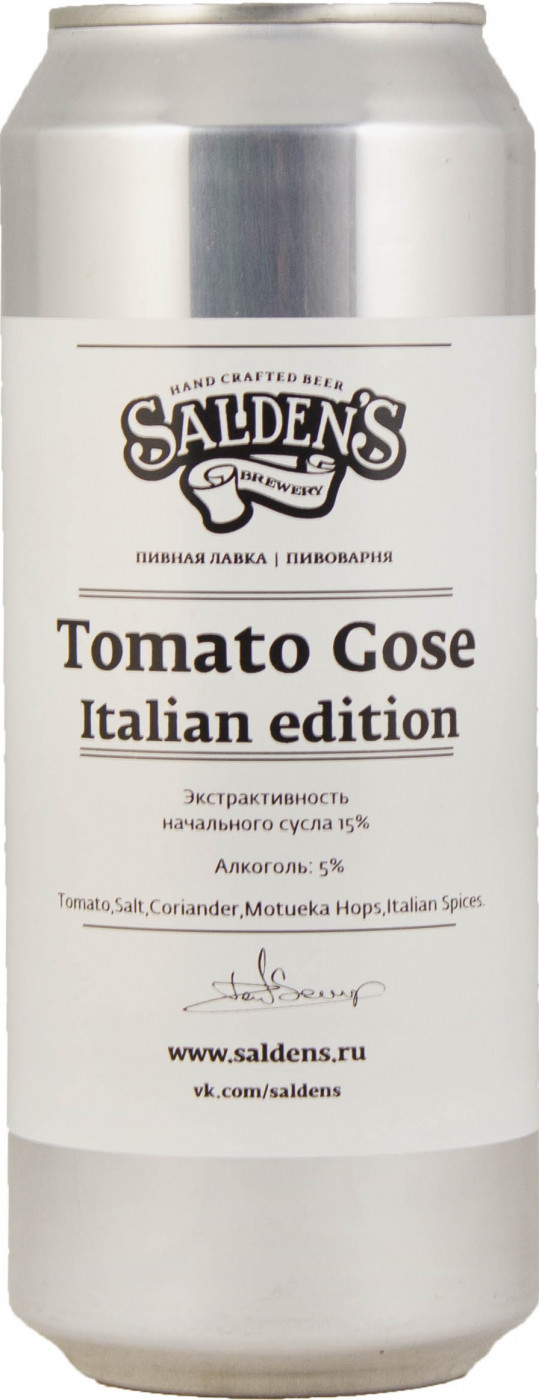 HAND CRAFTED BEER
SALDEN'S
BREWERY
ПИВНАЯ ЛАВКА | ПИВОВАРНЯ
Tomato Gose
Italian edition
Экстрактивность
начального сусла 15%
Алкоголь: 5%
Tomato,Salt,Coriander,Motueka Hops,Italian Spices.
www.saldens.ru
vk.com/saldens